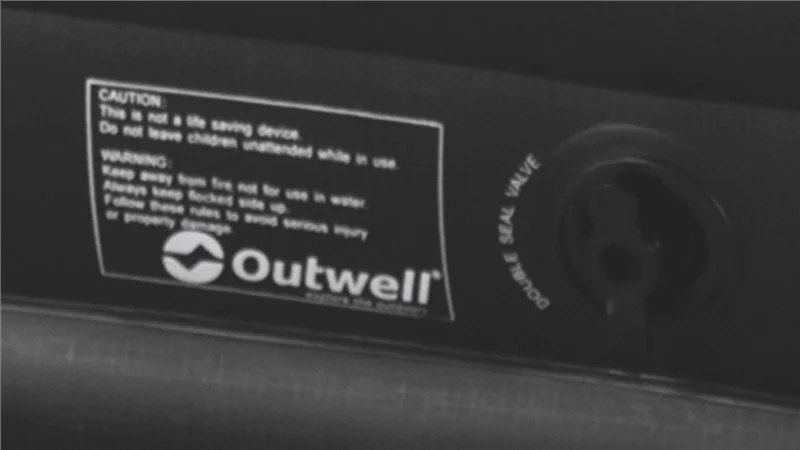 CAUTION:
This is not a life saving device.
Do not leave children unattended while in use.
WARNING:
Keep away from fire not for use in water.
Always keep flocked side up.
Follow these rules to avoid serious injury
or property damage.
Outwell®
explore the outdoors
DOUBLE SEAL VALVE